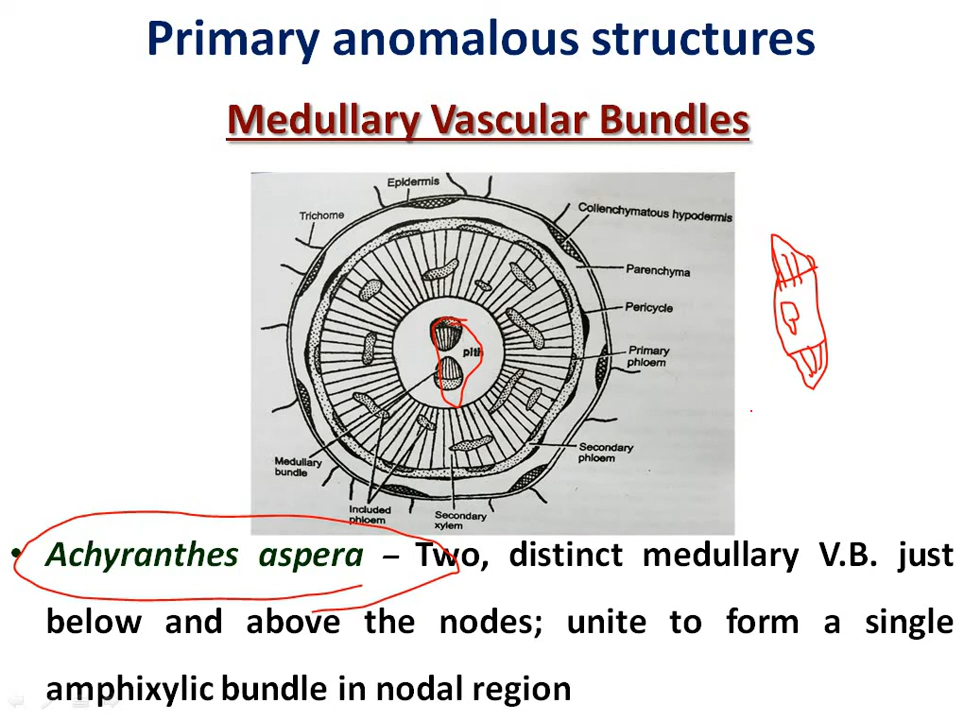 Primary anomalous structures
Medullary Vascular Bundles
Epidermis
Trichome
Collenchymatous hypodermis
Parenchyma
Pericycle
pith
Primary
phloem
Secondary
phloem
Medullary
bundle
Included
phloem
Secondary
xylem
• Achyranthes aspera – Two, distinct medullary V.B. just
below and above the nodes; unite to form a single
amphixylic bundle in nodal region